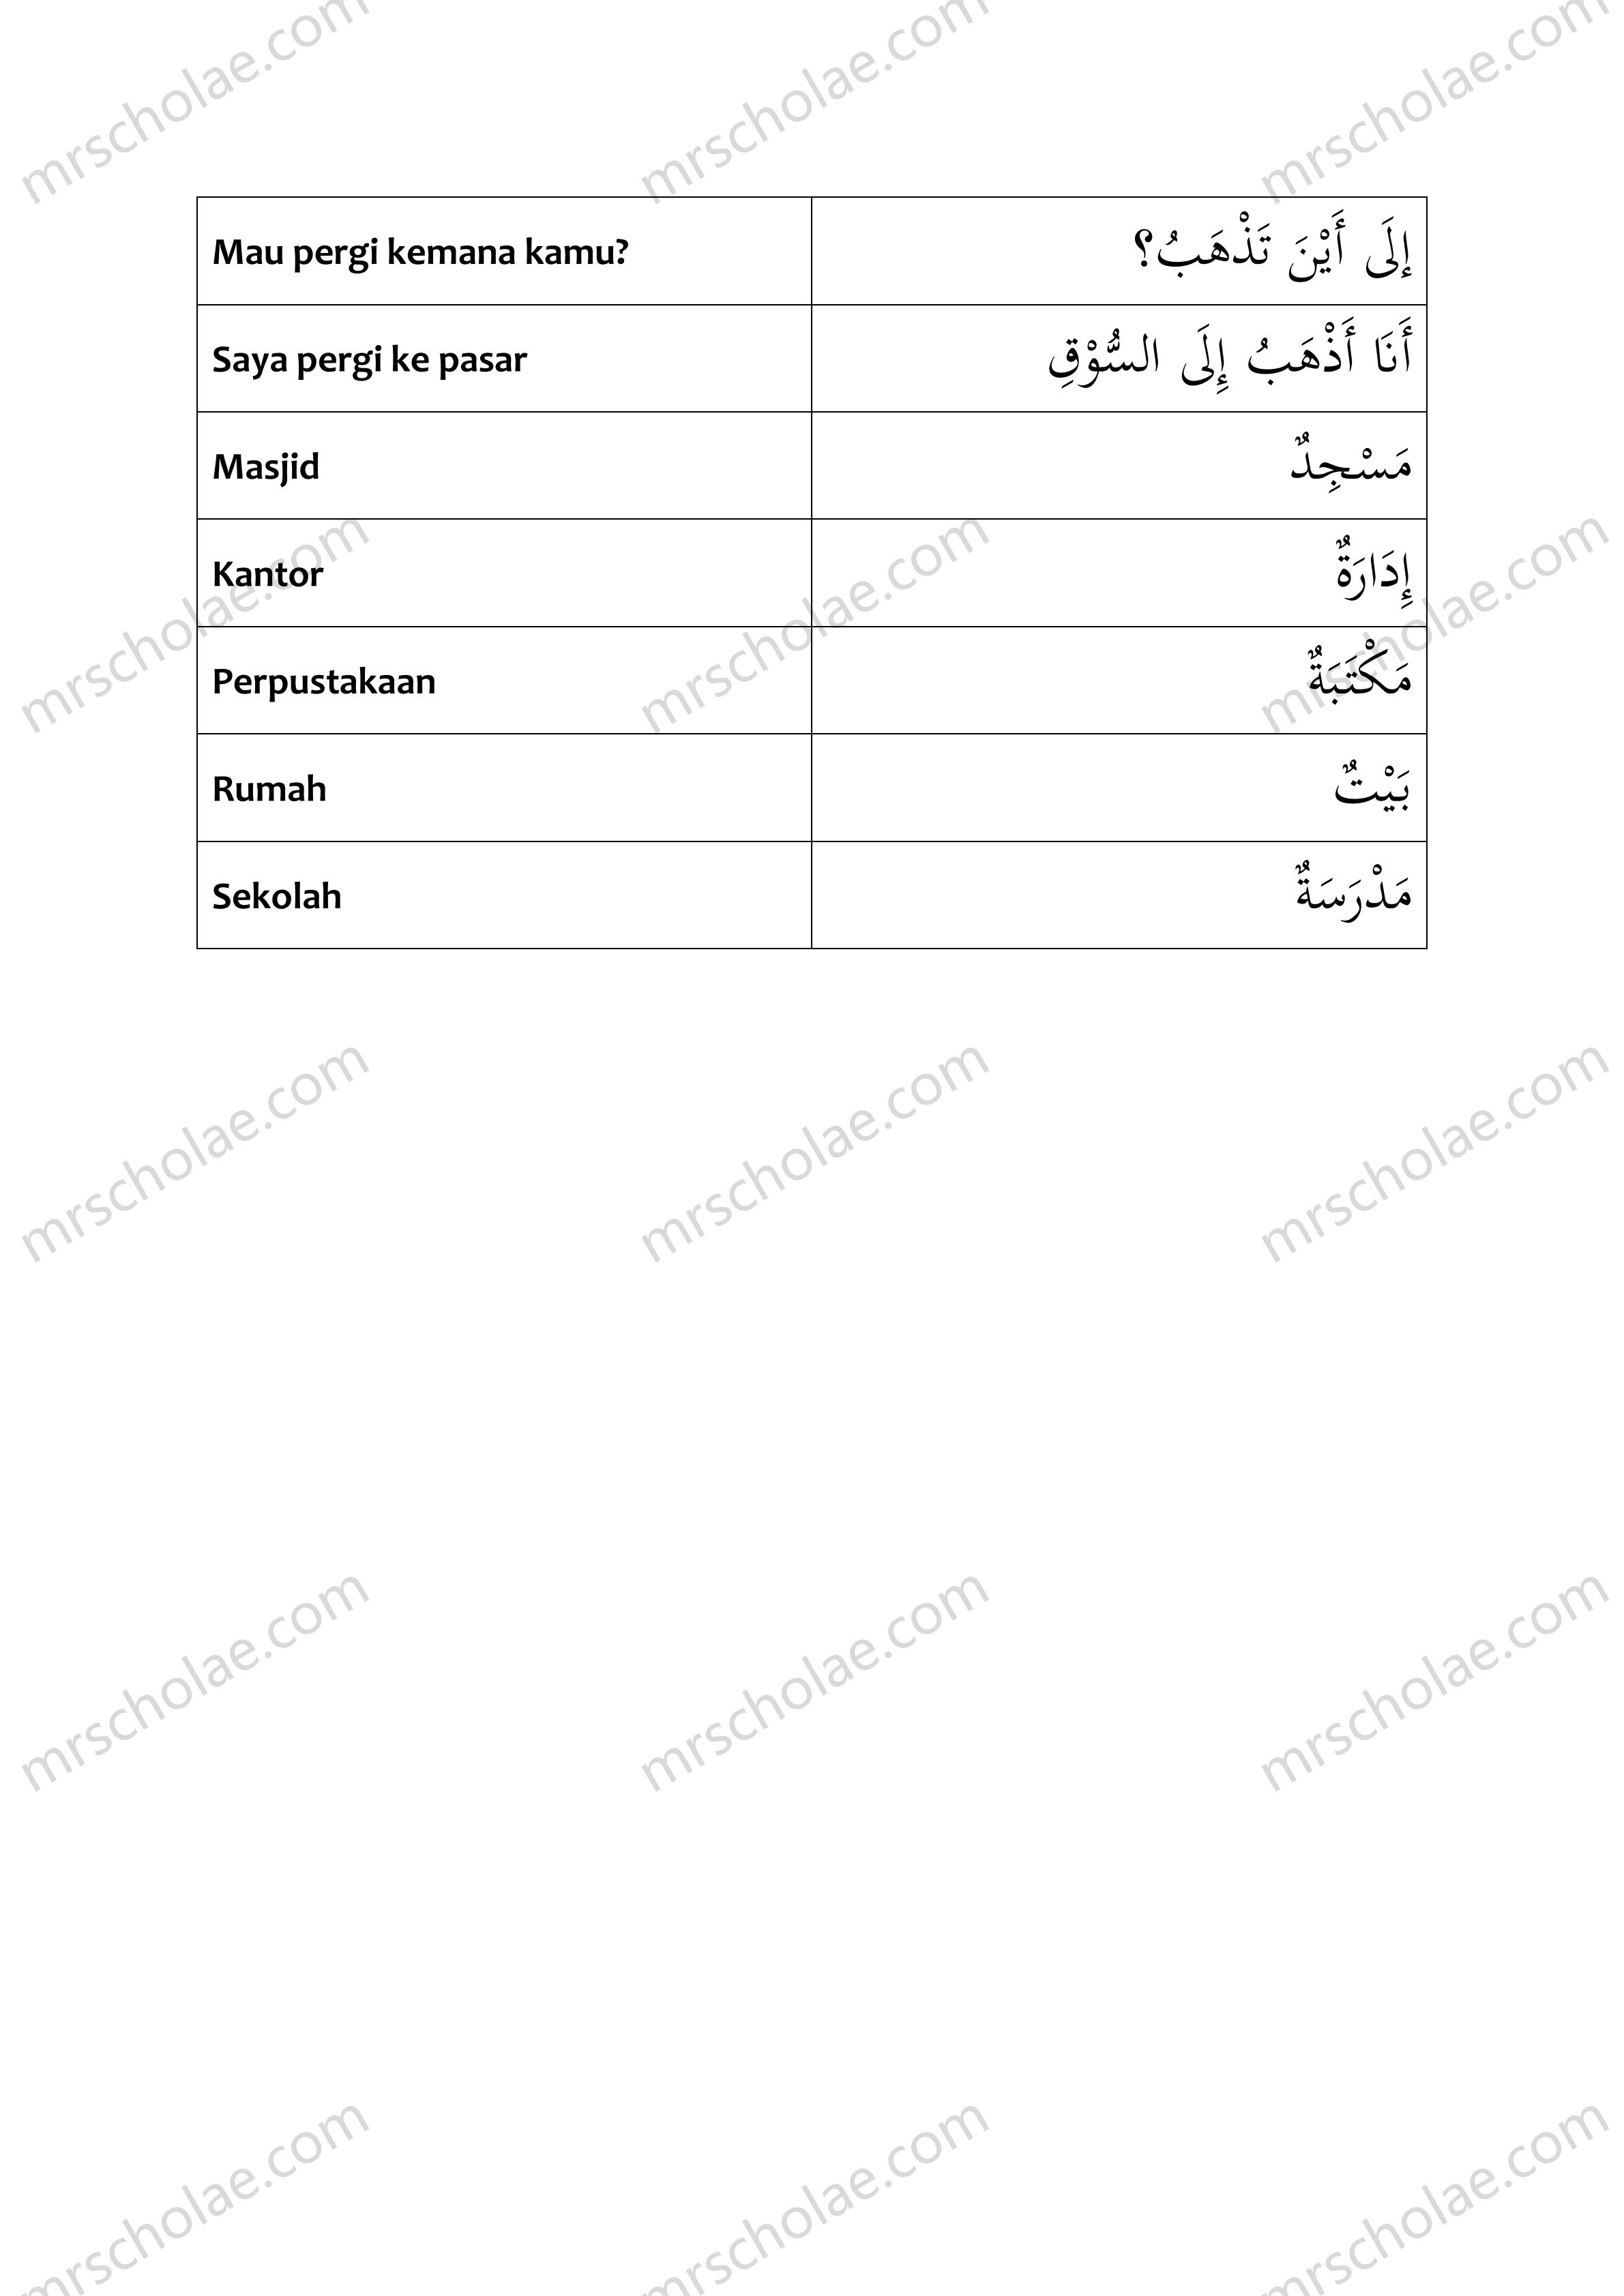 mrscholae.com mrscholae.com mrscholae.com
Mau pergi kemana kamu? إلَى أَيْنَ تَذْهَبُ؟
Saya pergi ke pasar أَنَا أَذْهَبُ إِلَى السُّوْقِ
Masjid مَسْجِدٌ
Kantor إِدَارَةٌ
mrscholae.com mrscholae.com mrscholae.com
Perpustakaan مَكْتَبَةٌ
Rumah بَيْتٌ
Sekolah مَدْرَسَةٌ
mrscholae.com mrscholae.com mrscholae.com
mrscholae.com mrscholae.com mrscholae.com
mrscholae.com mrscholae.com mrscholae.com